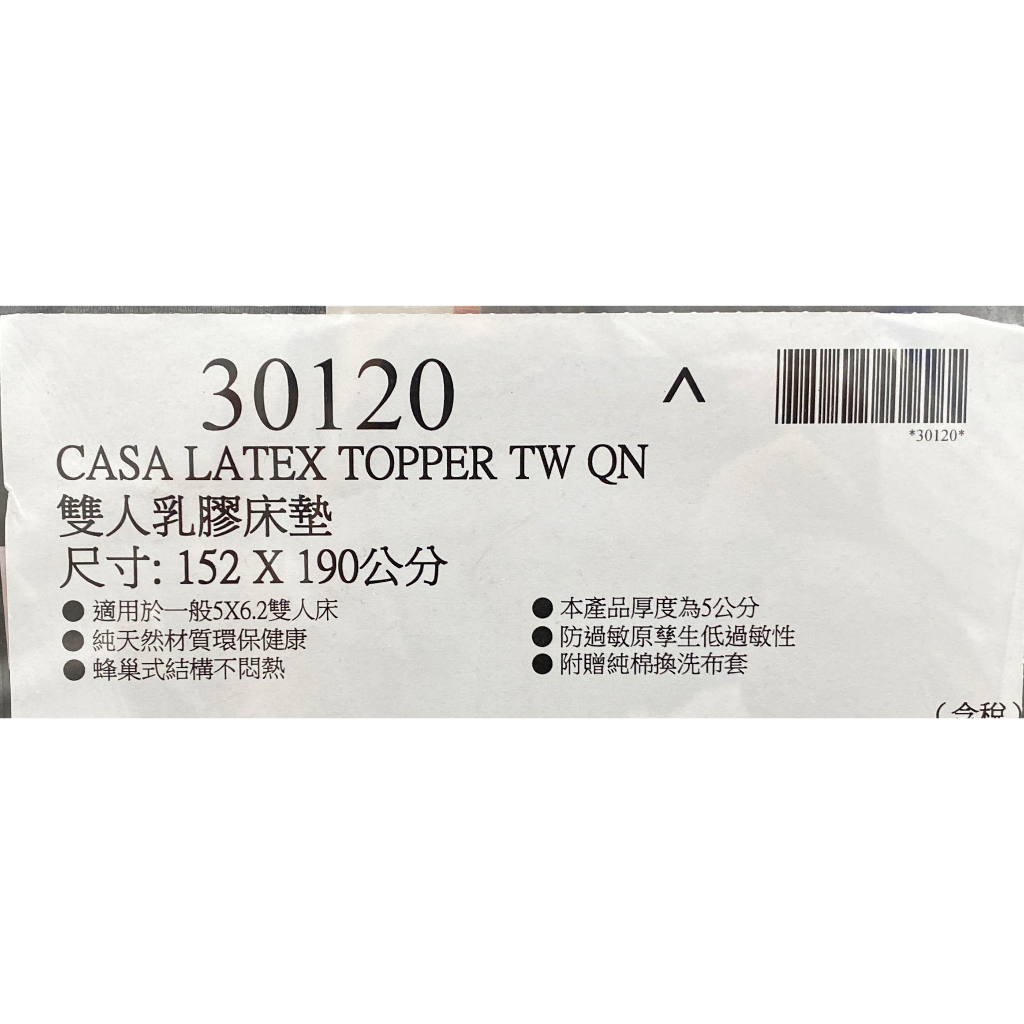 30120
^
*30120*
CASA LATEX TOPPER TW QN
雙人乳膠床墊
尺寸: 152 X 190公分
● 適用於一般5X6.2雙人床
● 純天然材質環保健康
● 蜂巢式結構不悶熱
● 本產品厚度為5公分
● 防過敏原孳生低過敏性
● 附贈純棉換洗布套
(含稅)